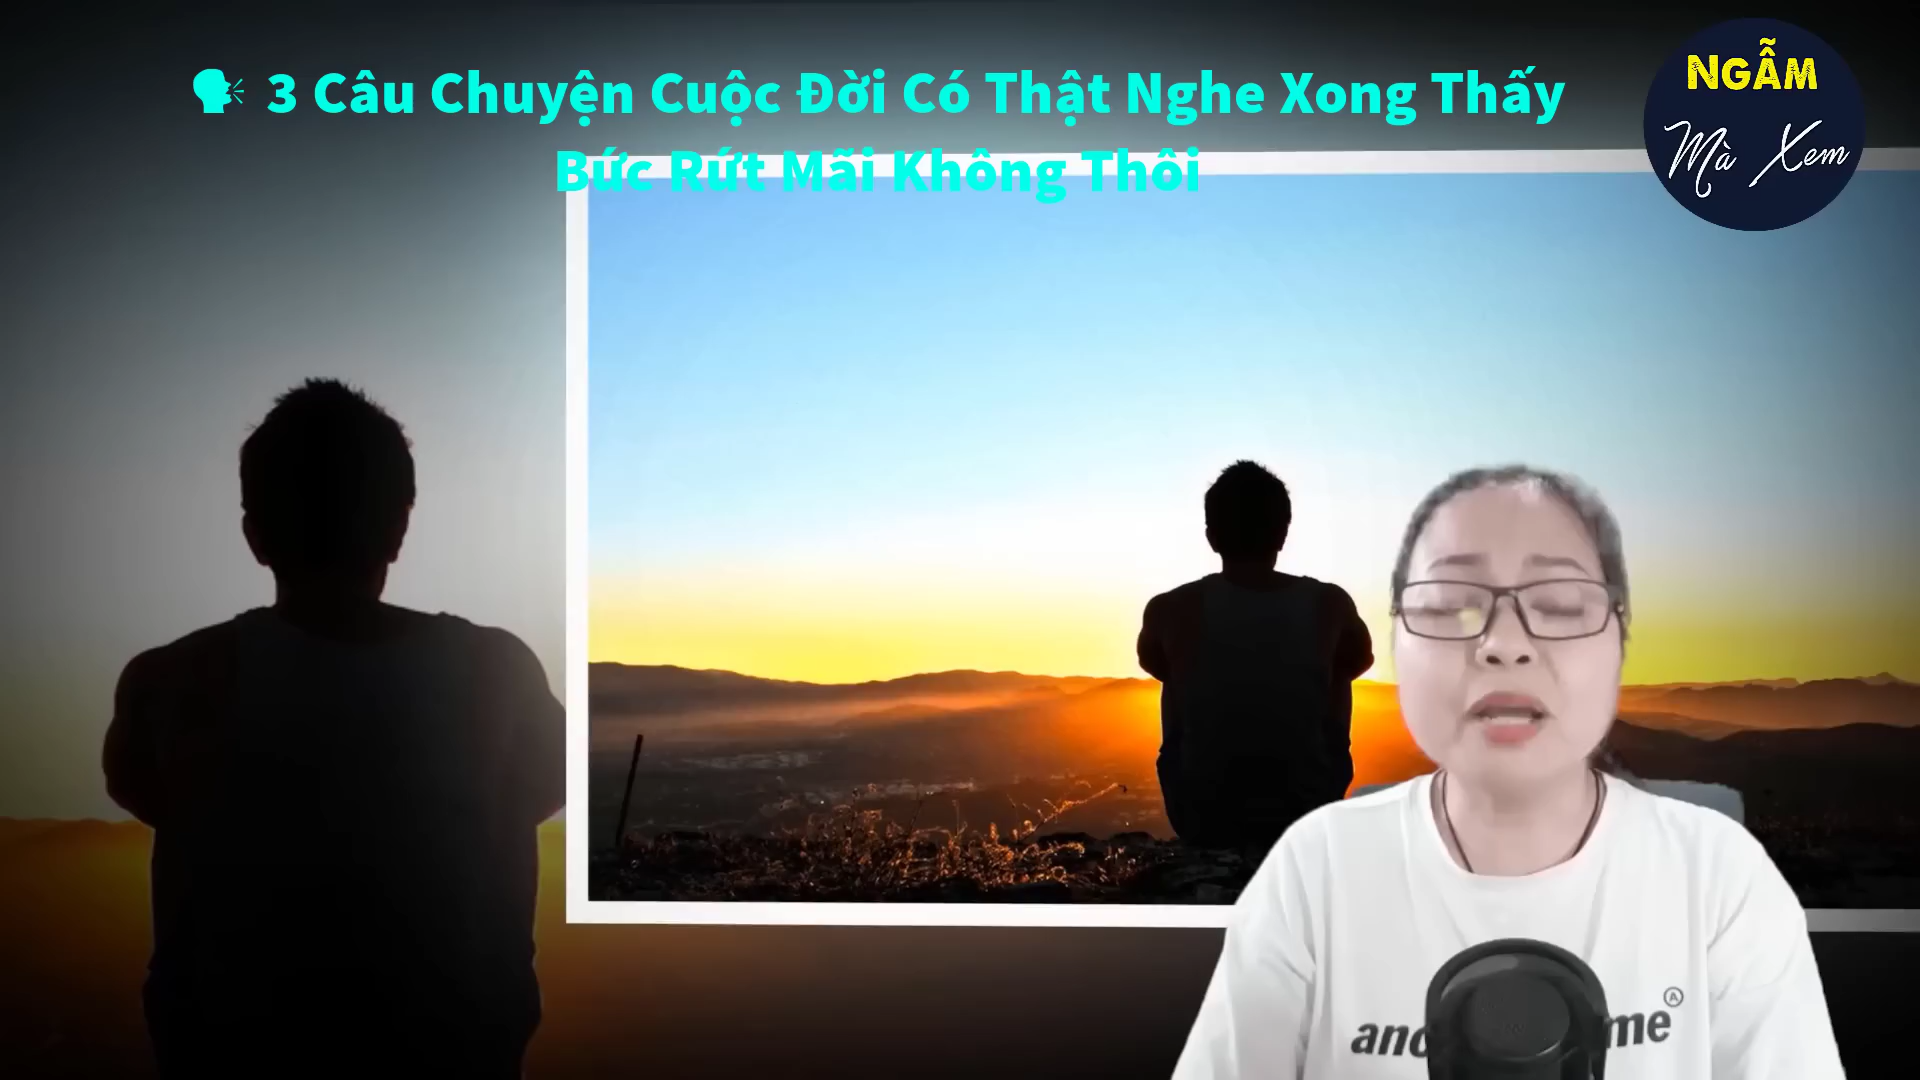 🗣 3 Câu Chuyện Cuộc Đời Có Thật Nghe Xong Thấy
Bức Rứt Mãi Không Thôi
NGẪM
Mà Xem